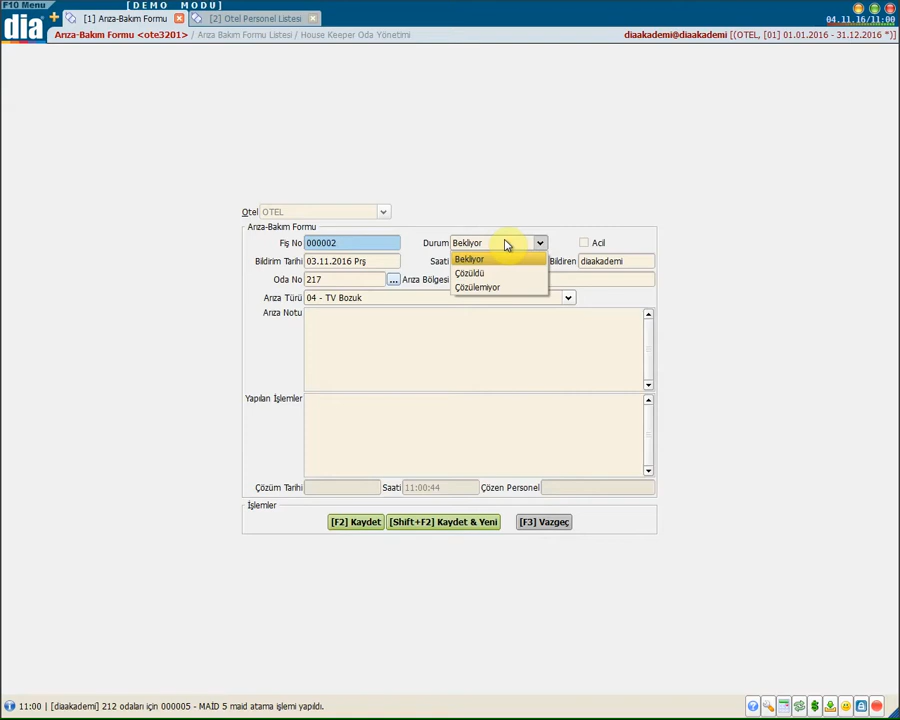 F10 Menu [ D E M O   M O D U ]
[1] Arıza-Bakım Formu [2] Otel Personel Listesi
dia
04.11.16/11:00
Arıza-Bakım Formu <ote3201> / Arıza Bakım Formu Listesi / House Keeper Oda Yönetimi diaakademi@diaakademi [(OTEL, [01] 01.01.2016 - 31.12.2016 *)]
Otel OTEL
Arıza-Bakım Formu
Fiş No 000002 Durum Bekliyor Acil
Bildirim Tarihi 03.11.2016 Prş Saati Bekliyor Bildiren diaakademi
Çözüldü
Oda No 217 ... Arıza Bölgesi Çözülemiyor
Arıza Türü 04 - TV Bozuk
Arıza Notu
Yapılan İşlemler
Çözüm Tarihi Saati 11:00:44 Çözen Personel
İşlemler
[F2] Kaydet [Shift+F2] Kaydet & Yeni [F3] Vazgeç
11:00 | [diaakademi] 212 odaları için 000005 - MAID 5 maid atama işlemi yapıldı.